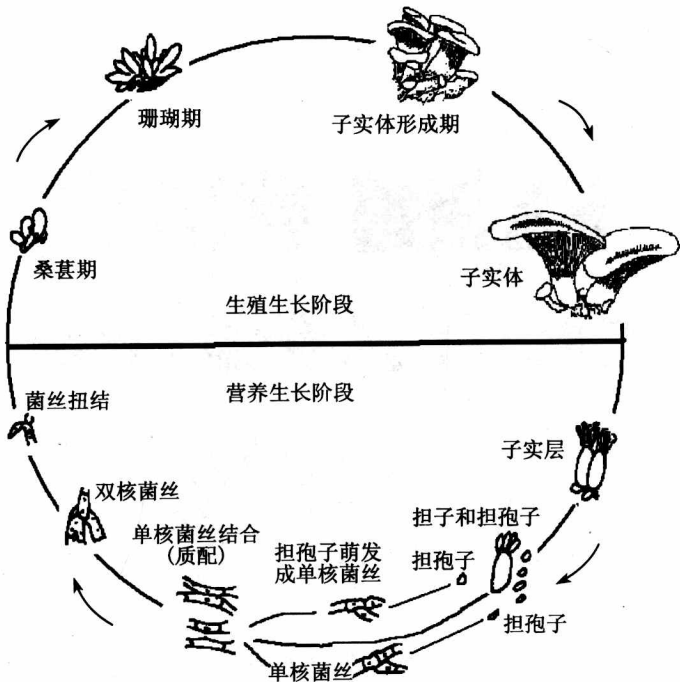 珊瑚期
子实体形成期
桑葚期
子实体
生殖生长阶段
营养生长阶段
菌丝扭结
子实层
双核菌丝
担子和担孢子
单核菌丝结合
(质配)
担孢子萌发
成单核菌丝
担孢子
担孢子
单核菌丝